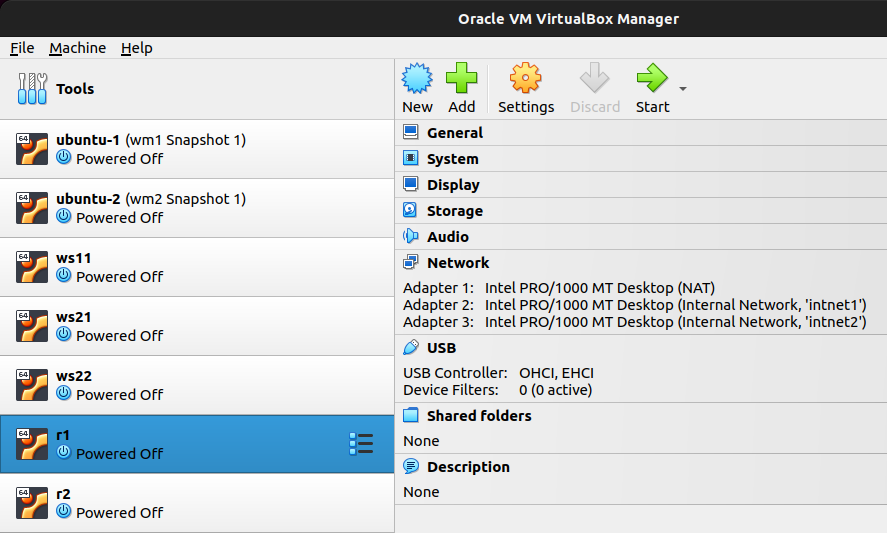 Oracle VM VirtualBox Manager
File Machine Help
Tools
New Add Settings Discard Start
64 ubuntu-1 (wm1 Snapshot 1)
Powered Off
64 ubuntu-2 (wm2 Snapshot 1)
Powered Off
64 ws11
Powered Off
64 ws21
Powered Off
64 ws22
Powered Off
64 r1
Powered Off
64 r2
Powered Off
General
System
Display
Storage
Audio
Network
Adapter 1: Intel PRO/1000 MT Desktop (NAT)
Adapter 2: Intel PRO/1000 MT Desktop (Internal Network, 'intnet1')
Adapter 3: Intel PRO/1000 MT Desktop (Internal Network, 'intnet2')
USB
USB Controller: OHCI, EHCI
Device Filters: 0 (0 active)
Shared folders
None
Description
None